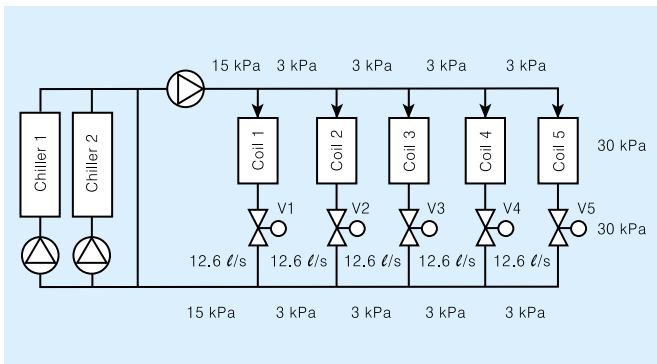 15 kPa 3 kPa 3 kPa 3 kPa 3 kPa
Chiller 1
Chiller 2
Coil 1
Coil 2
Coil 3
Coil 4
Coil 5
30 kPa
V1 V2 V3 V4 V5
30 kPa
12.6 ℓ/s 12.6 ℓ/s 12.6 ℓ/s 12.6 ℓ/s 12.6 ℓ/s
15 kPa 3 kPa 3 kPa 3 kPa 3 kPa